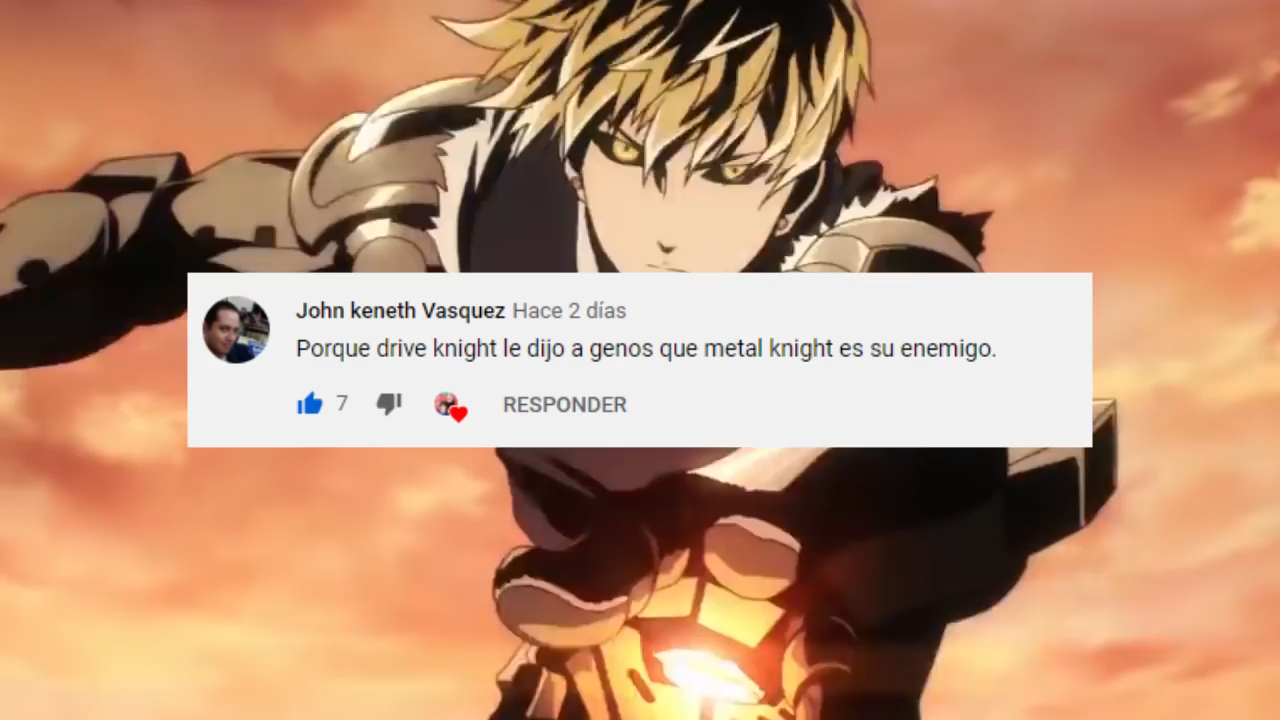 John keneth Vasquez Hace 2 días
Porque drive knight le dijo a genos que metal knight es su enemigo.
7 RESPONDER